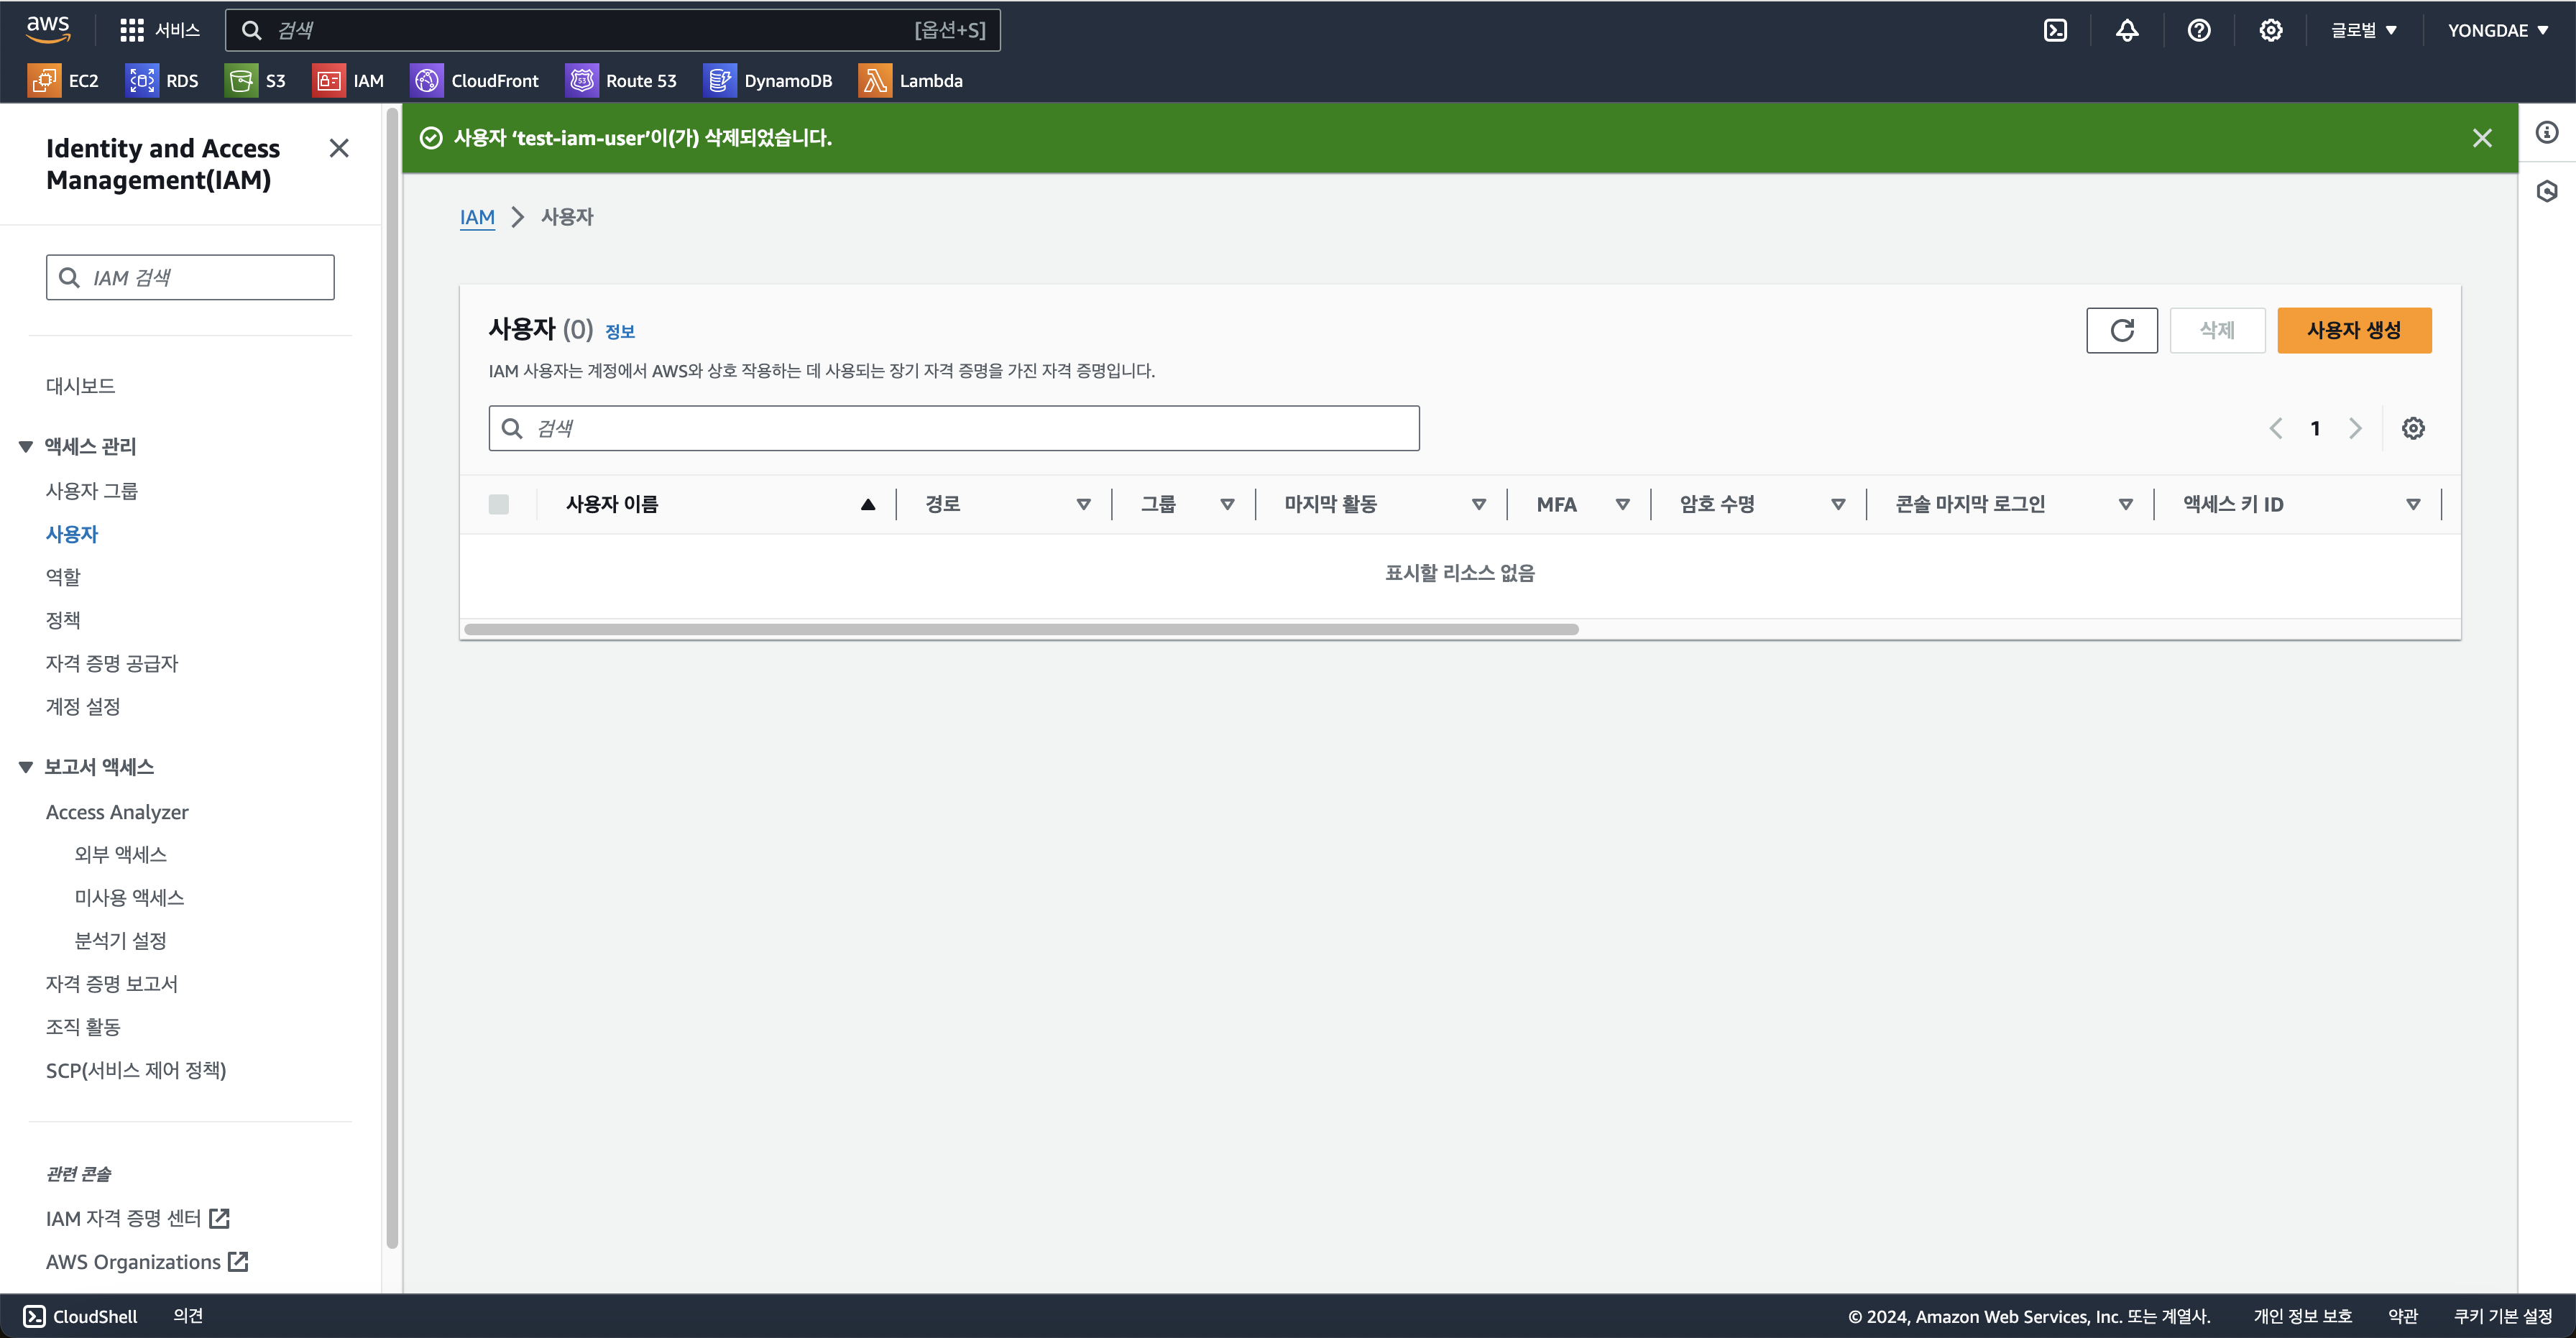 aws
서비스
검색
[옵션+S]
글로벌
YONGDAE
EC2
RDS
S3
IAM
CloudFront
Route 53
DynamoDB
Lambda
Identity and Access
Management(IAM)
IAM 검색
대시보드
액세스 관리
사용자 그룹
사용자
역할
정책
자격 증명 공급자
계정 설정
보고서 액세스
Access Analyzer
외부 액세스
미사용 액세스
분석기 설정
자격 증명 보고서
조직 활동
SCP(서비스 제어 정책)
관련 콘솔
IAM 자격 증명 센터
AWS Organizations
사용자 ‘test-iam-user’이(가) 삭제되었습니다.
IAM
사용자
사용자 (0) 정보
삭제
사용자 생성
IAM 사용자는 계정에서 AWS와 상호 작용하는 데 사용되는 장기 자격 증명을 가진 자격 증명입니다.
검색
1
사용자 이름
경로
그룹
마지막 활동
MFA
암호 수명
콘솔 마지막 로그인
액세스 키 ID
표시할 리소스 없음
CloudShell
의견
© 2024, Amazon Web Services, Inc. 또는 계열사.
개인 정보 보호
약관
쿠키 기본 설정